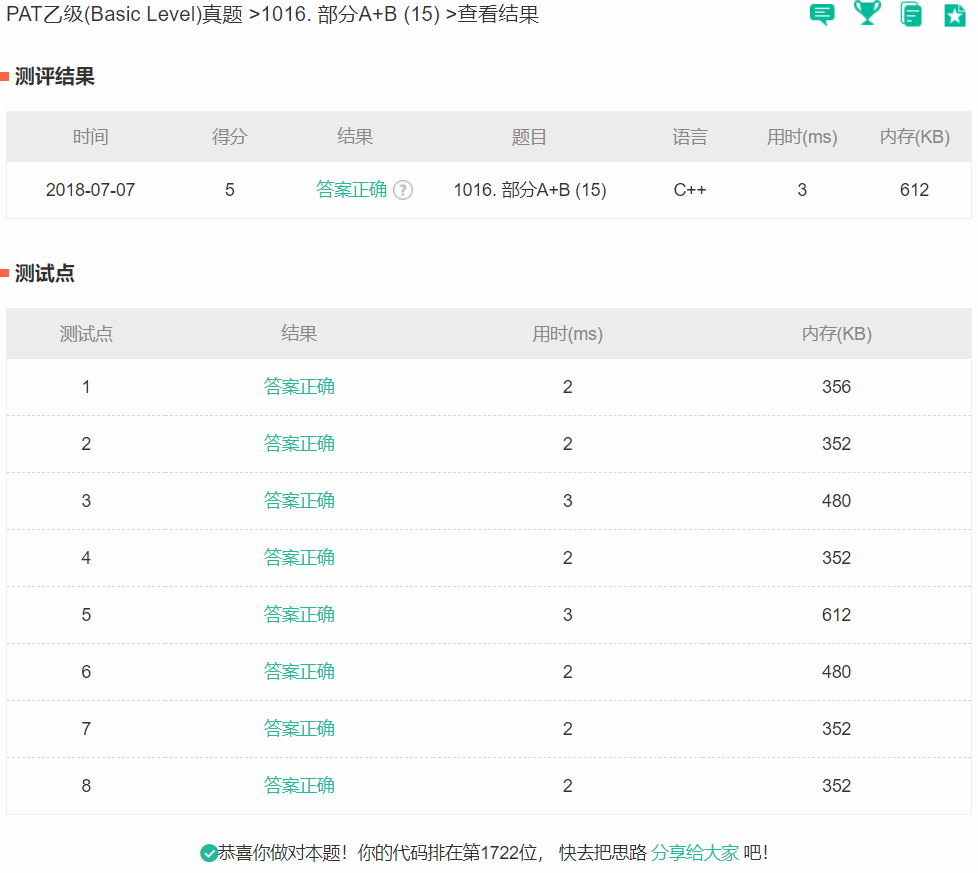 PAT乙级(Basic Level)真题 >1016. 部分A+B (15) >查看结果
测评结果
时间 得分 结果 题目 语言 用时(ms) 内存(KB)
2018-07-07 5 答案正确 ? 1016. 部分A+B (15) C++ 3 612
测试点
测试点 结果 用时(ms) 内存(KB)
1 答案正确 2 356
2 答案正确 2 352
3 答案正确 3 480
4 答案正确 2 352
5 答案正确 3 612
6 答案正确 2 480
7 答案正确 2 352
8 答案正确 2 352
恭喜你做对本题！你的代码排在第1722位， 快去把思路 分享给大家 吧！